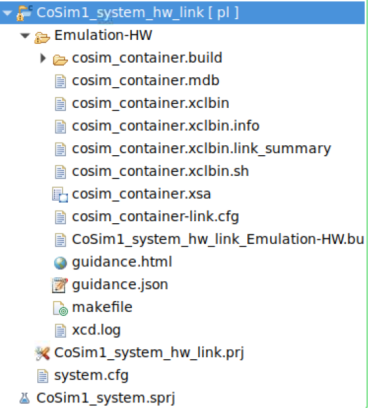 CoSim1_system_hw_link [ pl ]
Emulation-HW
cosim_container.build
cosim_container.mdb
cosim_container.xclbin
cosim_container.xclbin.info
cosim_container.xclbin.link_summary
cosim_container.xclbin.sh
cosim_container.xsa
cosim_container-link.cfg
CoSim1_system_hw_link_Emulation-HW.bu
guidance.html
guidance.json
makefile
xcd.log
CoSim1_system_hw_link.prj
system.cfg
CoSim1_system.sprj